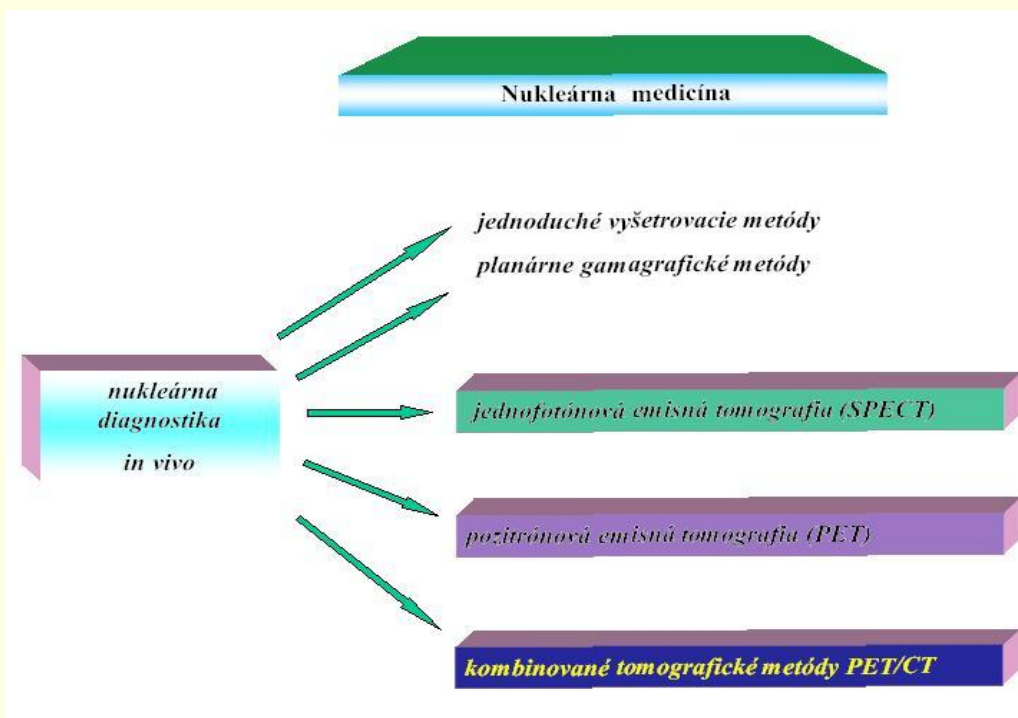 Nukleárna medicína
jednoduché vyšetrovacie metódy
planárne gamagrafické metódy
nukleárna
diagnostika
in vivo
jednofotónová emisná tomografia (SPECT)
pozitrónová emisná tomografia (PET)
kombinované tomografické metódy PET/CT